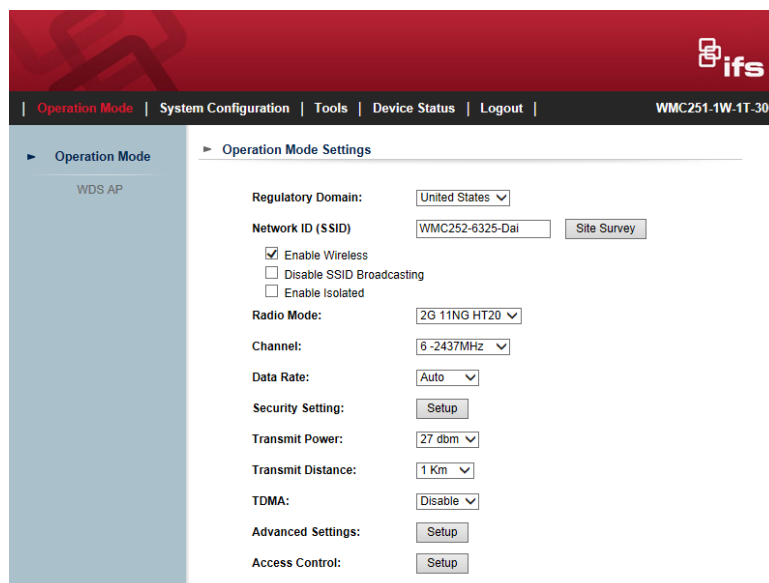 ifs
| Operation Mode | System Configuration | Tools | Device Status | Logout | WMC251-1W-1T-30
Operation Mode
WDS AP
Operation Mode Settings
Regulatory Domain: United States
Network ID (SSID) WMC252-6325-Dai Site Survey
Enable Wireless
Disable SSID Broadcasting
Enable Isolated
Radio Mode: 2G 11NG HT20
Channel: 6 -2437MHz
Data Rate: Auto
Security Setting: Setup
Transmit Power: 27 dbm
Transmit Distance: 1 Km
TDMA: Disable
Advanced Settings: Setup
Access Control: Setup